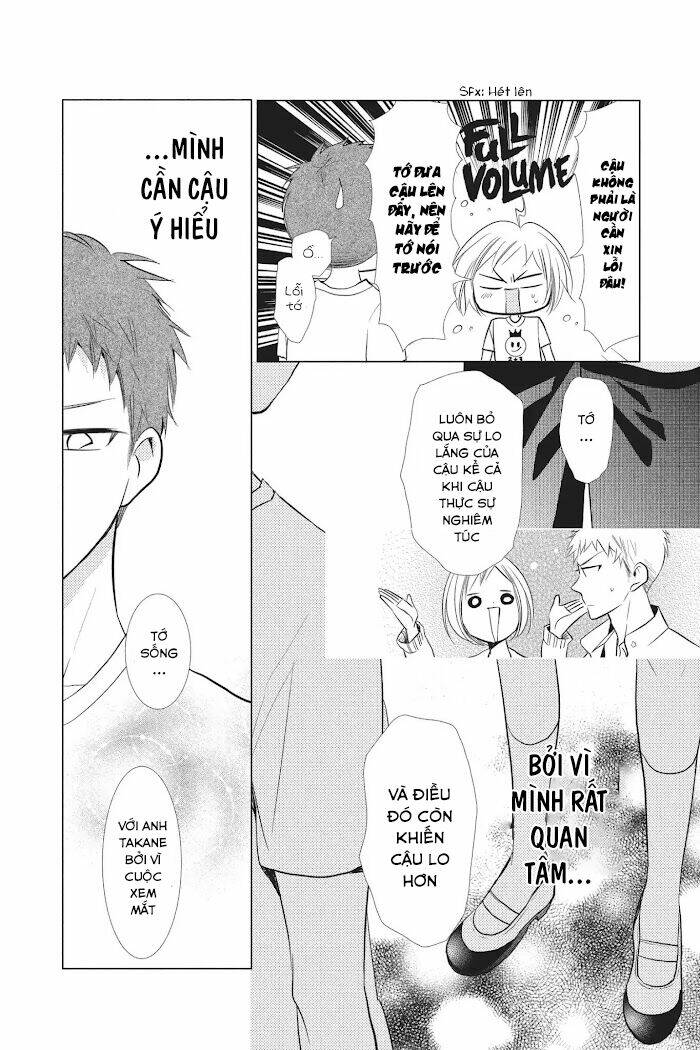 Sfx: Hét lên
CẬU
KHÔNG
PHẢI LÀ
NGƯỜI
CẦN
XIN
LỖI
ĐÂU!
FULL
VOLUME
TỚ ĐƯA
CẬU LÊN
ĐÂY, NÊN
HÃY ĐỂ
TỚ NÓI
TRƯỚC
Ố...
Lỗi
tớ
TỚ
...
LUÔN BỎ
QUA SỰ LO
LẮNG CỦA
CẬU KỂ CẢ
KHI CẬU
THỰC SỰ
NGHIÊM
TÚC
BỞI VÌ
MÌNH RẤT
QUAN
TÂM...
VÀ ĐIỀU
ĐÓ CÒN
KHIẾN
CẬU LO
HƠN
...MÌNH
CẦN CẬU
Ý HIỂU
TỚ
SỐNG
...
VỚI ANH
TAKANE
BỞI VÌ
CUỘC
XEM
MẮT